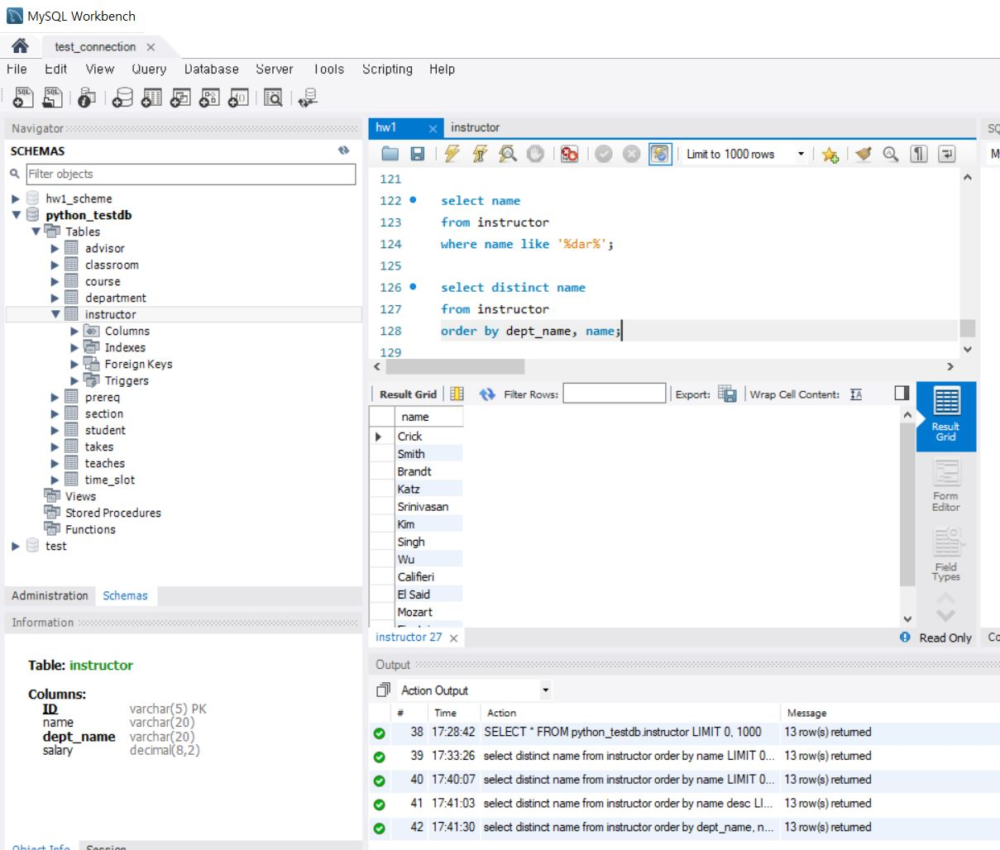 MySQL Workbench
test_connection
File Edit View Query Database Server Tools Scripting Help
Navigator
SCHEMAS
Filter objects
hw1_scheme
python_testdb
Tables
advisor
classroom
course
department
instructor
Columns
Indexes
Foreign Keys
Triggers
prereq
section
student
takes
teaches
time_slot
Views
Stored Procedures
Functions
test
Administration Schemas
Information
Table: instructor
Columns:
ID varchar(5) PK
name varchar(20)
dept_name varchar(20)
salary decimal(8,2)
Object Info Session
hw1 instructor
Limit to 1000 rows
121
122 select name
123 from instructor
124 where name like '%dar%';
125
126 select distinct name
127 from instructor
128 order by dept_name, name;
129
Result Grid Filter Rows: Export: Wrap Cell Content:
name
Crick
Smith
Brandt
Katz
Srinivasan
Kim
Singh
Wu
Califieri
El Said
Mozart
Result
Grid
Form
Editor
Field
Types
instructor 27 Read Only
Output
Action Output
# Time Action Message
38 17:28:42 SELECT * FROM python_testdb.instructor LIMIT 0, 1000 13 row(s) returned
39 17:33:26 select distinct name from instructor order by name LIMIT 0... 13 row(s) returned
40 17:40:07 select distinct name from instructor order by name LIMIT 0... 13 row(s) returned
41 17:41:03 select distinct name from instructor order by name desc LI... 13 row(s) returned
42 17:41:30 select distinct name from instructor order by dept_name, n... 13 row(s) returned